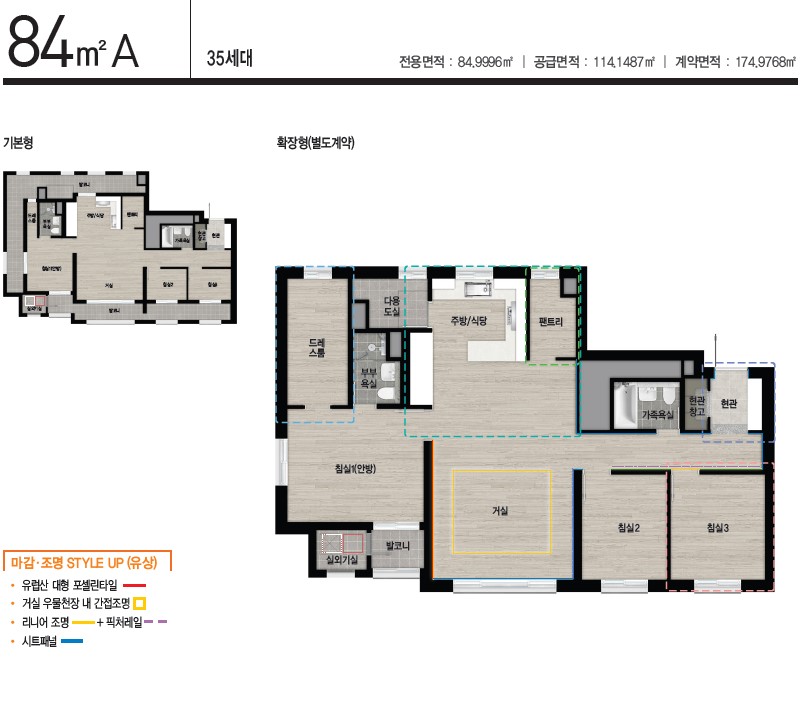 84㎡ A
35세대
전용면적 : 84.9996㎡ | 공급면적 : 114.1487㎡ | 계약면적 : 174.9768㎡
기본형
확장형(별도계약)
발코니
드레
스룸
부부
욕실
주방/식당
팬트리
가족욕실
현관
창고
현관
침실1(안방)
거실
침실2
침실3
실외기실
발코니
다용
도실
주방/식당
팬트리
드레
스룸
부부
욕실
가족욕실
현관
창고
현관
침실1(안방)
거실
침실2
침실3
실외기실
발코니
마감·조명 STYLE UP (유상)
• 유럽산 대형 포셀린타일
• 거실 우물천장 내 간접조명
• 리니어 조명 + 픽처레일
• 시트패널